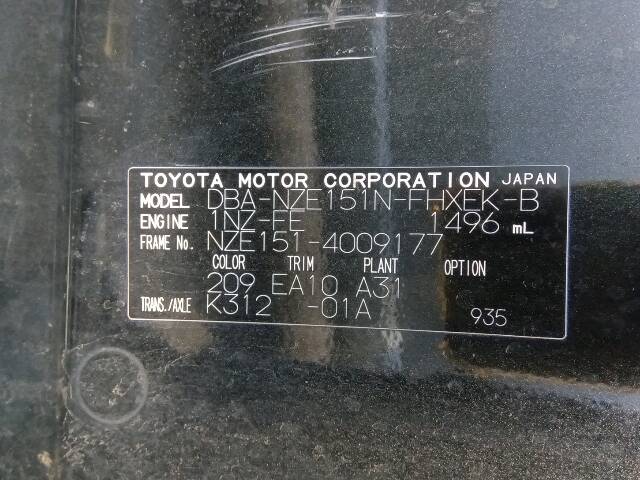 TOYOTA MOTOR CORPORATION JAPAN
MODEL DBA-NZE151N-FHXEK-B
ENGINE 1NZ-FE 1496 mL
FRAME No. NZE151-4009177
COLOR TRIM PLANT OPTION
209 EA10 A31
TRANS./AXLE K312 -01A 935